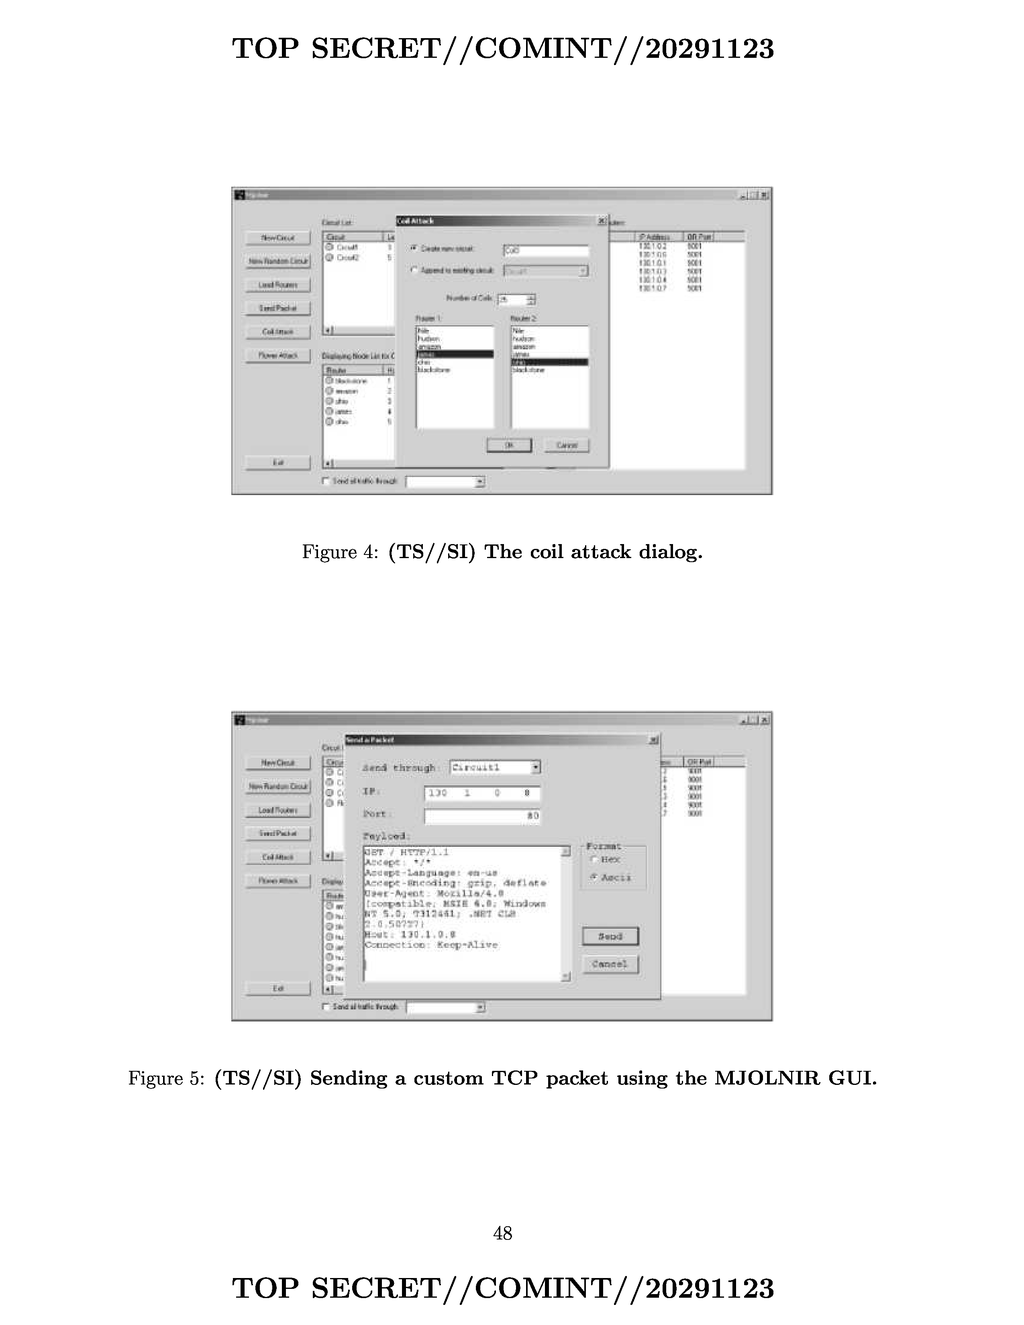 TOP SECRET//COMINT//20291123
Circuit List:
Coil Attack
New Circuit
New Random Circuit
Load Routers
Send Packet
Coil Attack
Flower Attack
Exit
Circuit
Circuit1 3
Circuit2 5
Create new circuit:
Append to existing circuit:
Number of Coils: 25
Router 1:
Nile
hudson
amazon
james
ohio
blackstone
Router 2:
Nile
hudson
amazon
james
ohio
blackstone
OK
Cancel
IP Address OR Port
130.1.0.2 9001
130.1.0.6 9001
130.1.0.1 9001
130.1.0.3 9001
130.1.0.4 9001
130.1.0.7 9001
Displaying Node List for C
Router
blackstone 1
amazon 2
ohio 3
james 4
ohio 5
Send all traffic through:
Figure 4: (TS//SI) The coil attack dialog.
Send a Packet
New Circuit
New Random Circuit
Load Routers
Send Packet
Coil Attack
Flower Attack
Exit
Send through: Circuit1
IP: 130 1 0 8
Port: 80
Payload:
GET / HTTP/1.1
Accept: */*
Accept-Language: en-us
Accept-Encoding: gzip, deflate
User-Agent: Mozilla/4.0
(compatible; MSIE 6.0; Windows
NT 5.0; T312461; .NET CLR
2.0.50727)
Host: 130.1.0.8
Connection: Keep-Alive
Format
Hex
Ascii
Send
Cancel
OR Port
9001
9001
9001
9001
9001
9001
Send all traffic through:
Figure 5: (TS//SI) Sending a custom TCP packet using the MJOLNIR GUI.
48
TOP SECRET//COMINT//20291123